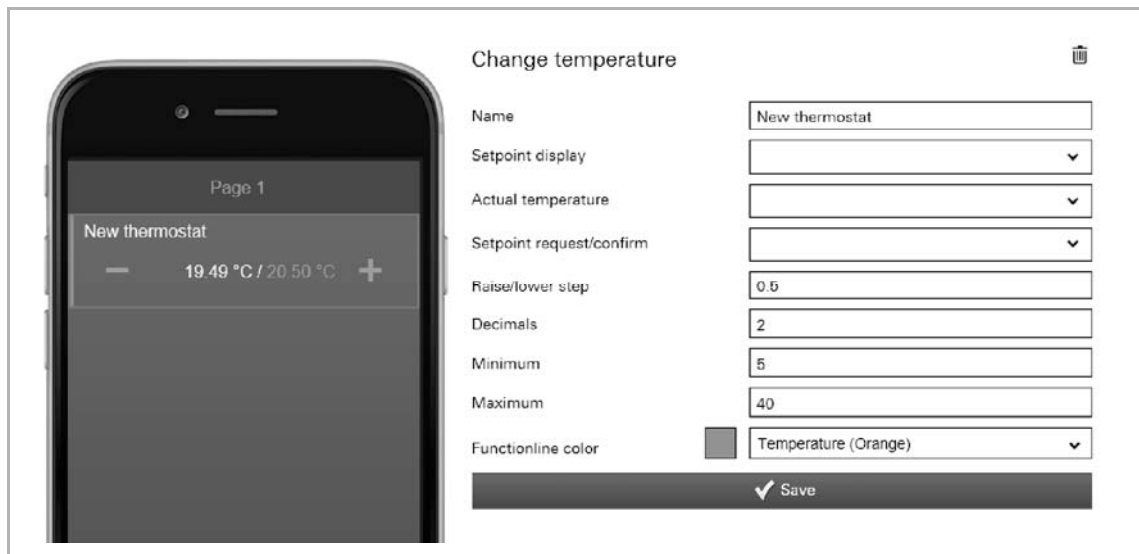 Page 1
New thermostat
− 19.49 °C / 20.50 °C +
Change temperature
Name New thermostat
Setpoint display
Actual temperature
Setpoint request/confirm
Raise/lower step 0.5
Decimals 2
Minimum 5
Maximum 40
Functionline color Temperature (Orange)
Save